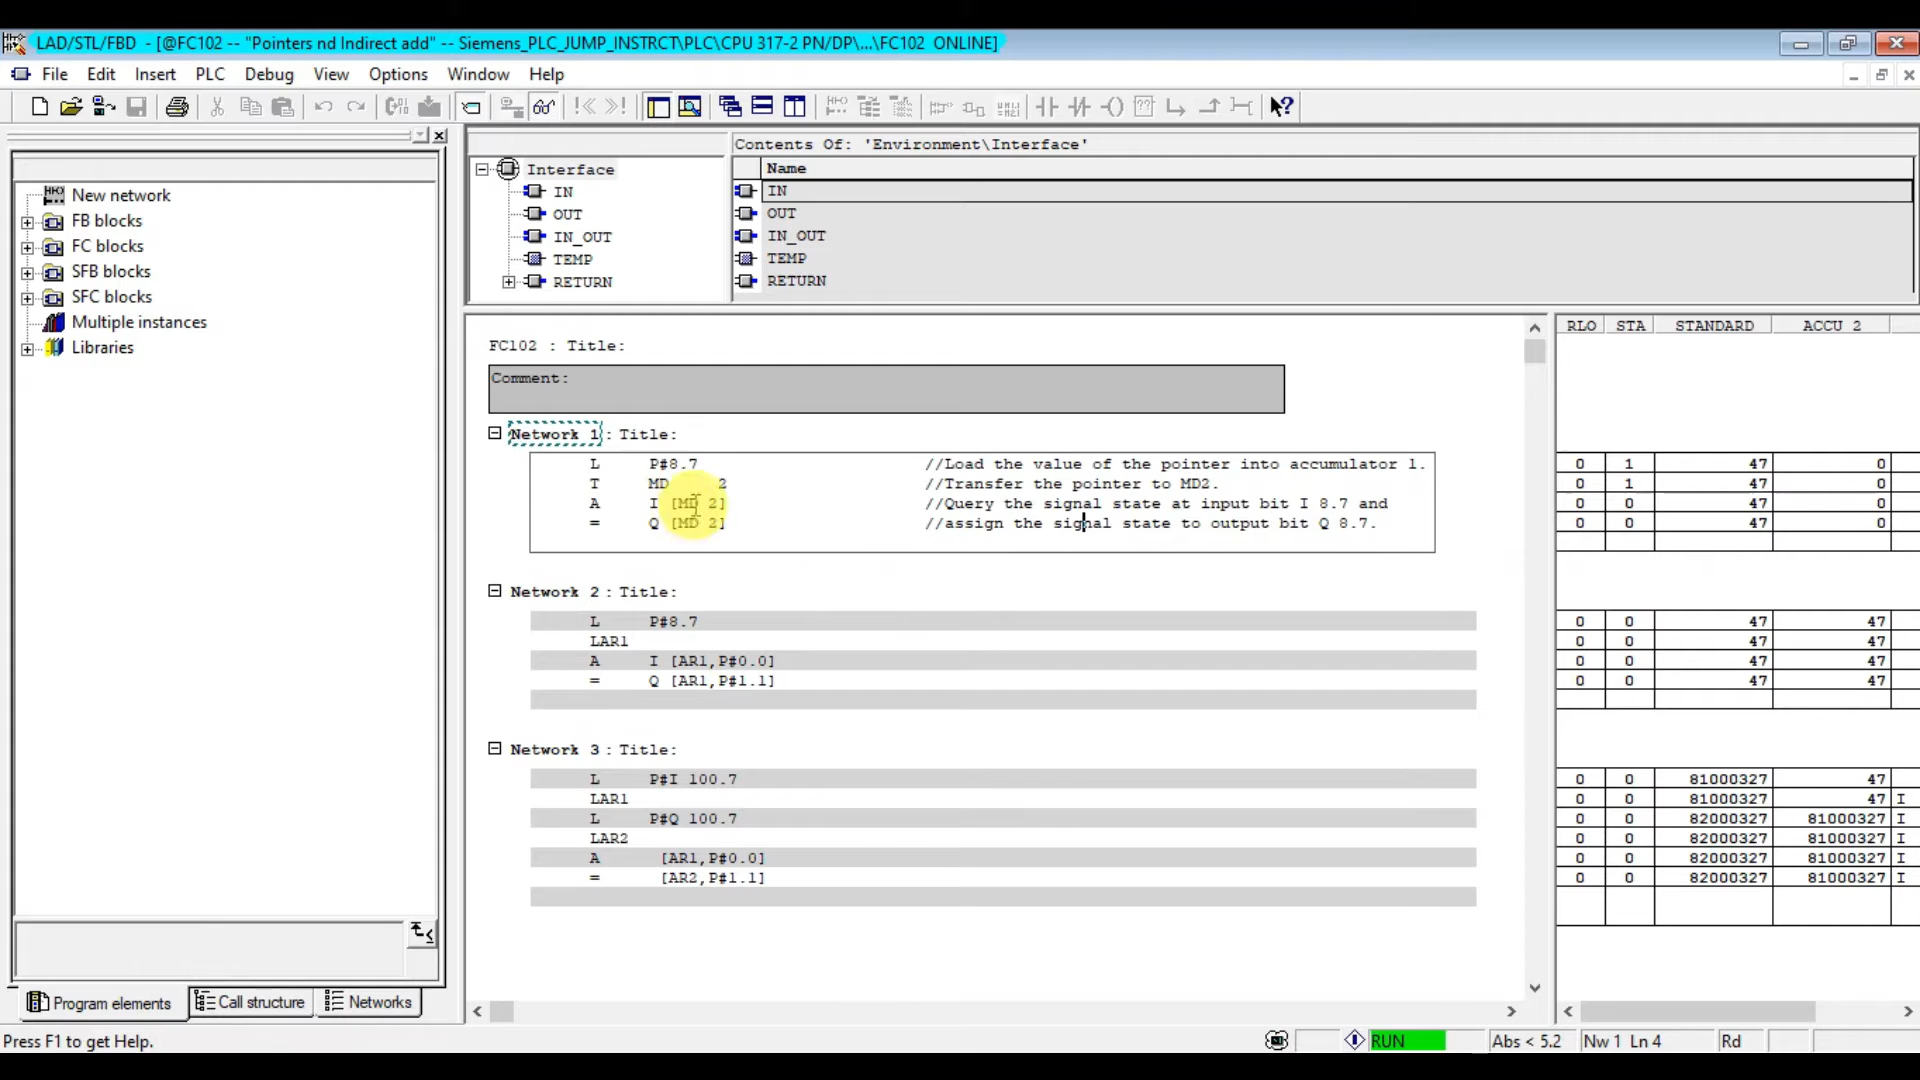 LAD/STL/FBD - [@FC102 -- "Pointers nd Indirect add" -- Siemens_PLC_JUMP_INSTRCT\PLC\CPU 317-2 PN/DP\...\FC102 ONLINE]
File Edit Insert PLC Debug View Options Window Help
New network
FB blocks
FC blocks
SFB blocks
SFC blocks
Multiple instances
Libraries
Contents Of: 'Environment\Interface'
Interface
IN
OUT
IN_OUT
TEMP
RETURN
Name
IN
OUT
IN_OUT
TEMP
RETURN
FC102 : Title:
Comment:
Network 1 : Title:
L P#8.7 //Load the value of the pointer into accumulator 1.
T MD 2 //Transfer the pointer to MD2.
A I [MD 2] //Query the signal state at input bit I 8.7 and
= Q [MD 2] //assign the signal state to output bit Q 8.7.
Network 2 : Title:
L P#8.7
LAR1
A I [AR1,P#0.0]
= Q [AR1,P#1.1]
Network 3 : Title:
L P#I 100.7
LAR1
L P#Q 100.7
LAR2
A [AR1,P#0.0]
= [AR2,P#1.1]
RLO STA STANDARD ACCU 2
0 1 47 0
0 1 47 0
0 0 47 0
0 0 47 0
0 0 47 47
0 0 47 47
0 0 47 47
0 0 47 47
0 0 81000327 47
0 0 81000327 47 I
0 0 82000327 81000327 I
0 0 82000327 81000327 I
0 0 82000327 81000327 I
0 0 82000327 81000327 I
Program elements Call structure Networks
Press F1 to get Help.
RUN Abs < 5.2 Nw 1 Ln 4 Rd